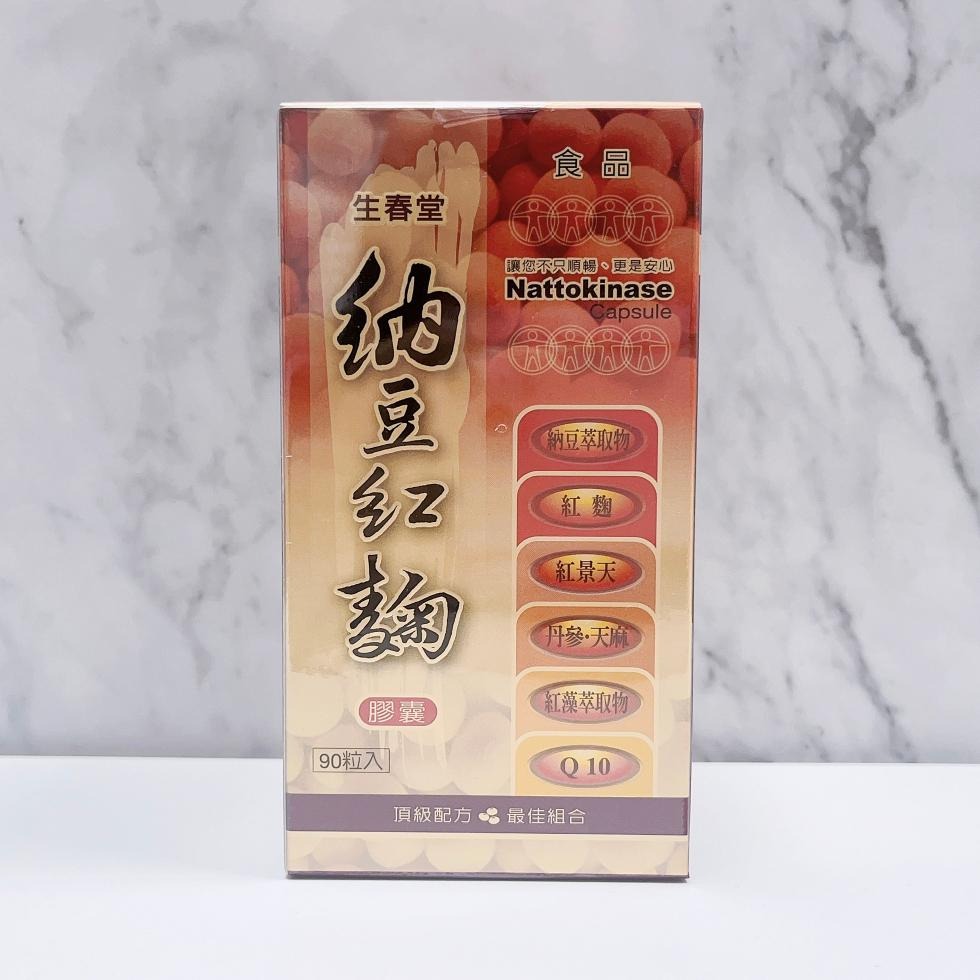 生春堂
納豆紅麴
膠囊
90粒入
食品
讓您不只順暢、更是安心
Nattokinase
Capsule
納豆萃取物
紅麴
紅景天
丹參·天麻
紅藻萃取物
Q10
頂級配方 最佳組合